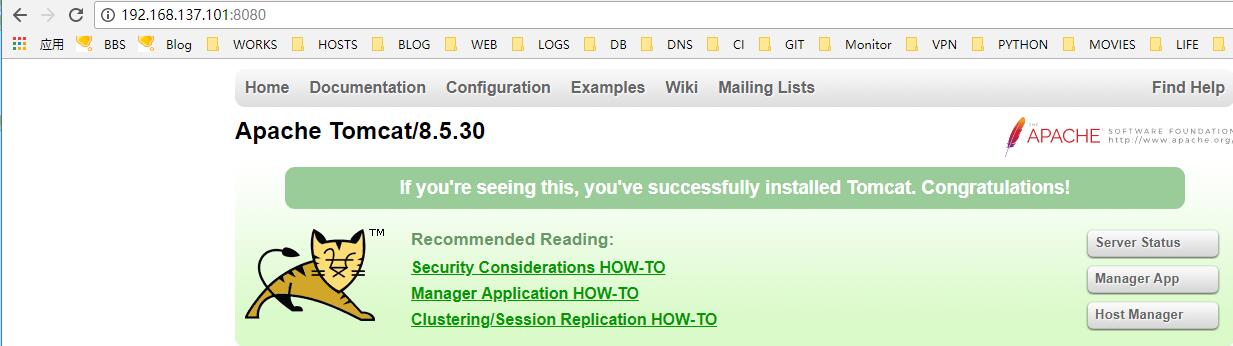 192.168.137.101:8080
应用 BBS Blog WORKS HOSTS BLOG WEB LOGS DB DNS CI GIT Monitor VPN PYTHON MOVIES LIFE
Home Documentation Configuration Examples Wiki Mailing Lists Find Help
Apache Tomcat/8.5.30
THE APACHE SOFTWARE FOUNDATION
http://www.apache.org/
If you're seeing this, you've successfully installed Tomcat. Congratulations!
TM
Recommended Reading:
Security Considerations HOW-TO
Manager Application HOW-TO
Clustering/Session Replication HOW-TO
Server Status
Manager App
Host Manager